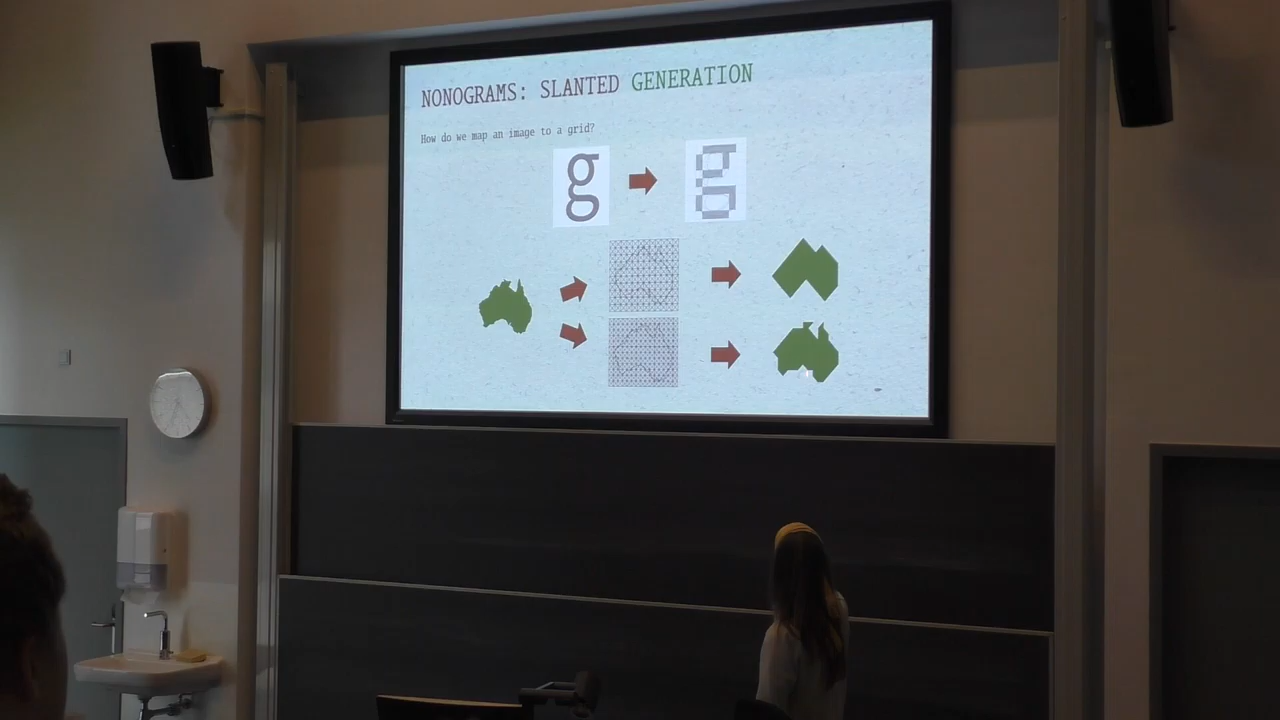 NONOGRAMS: SLANTED GENERATION
How do we map an image to a grid?
g g